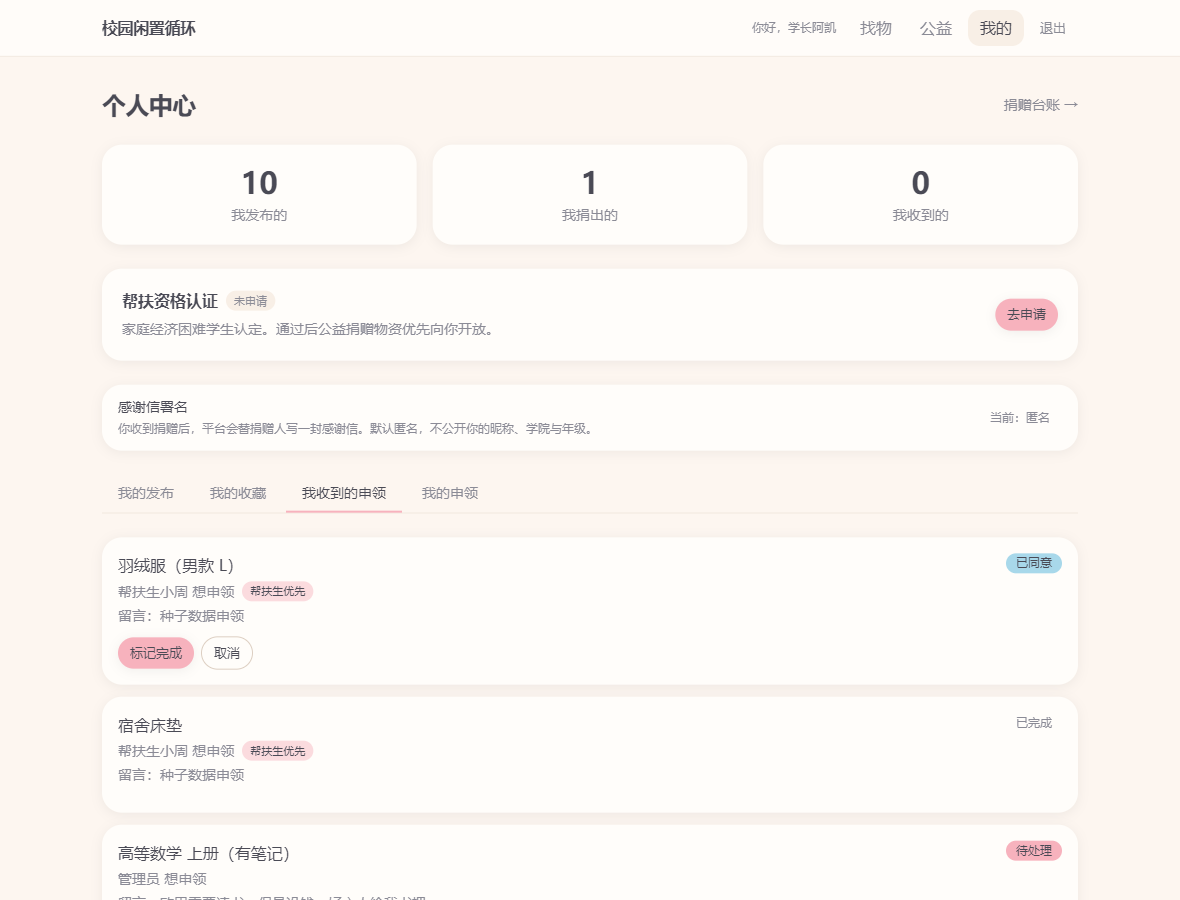 校园闲置循环
你好，学长阿凯 找物 公益 我的 退出
个人中心
捐赠台账 →
10 1 0
我发布的 我捐出的 我收到的
帮扶资格认证 未申请
家庭经济困难学生认定。通过后公益捐赠物资优先向你开放。
去申请
感谢信署名
你收到捐赠后，平台会替捐赠人写一封感谢信。默认匿名，不公开你的昵称、学院与年级。
当前：匿名
我的发布 我的收藏 我收到的申领 我的申领
羽绒服（男款 L）
已同意
帮扶生小周 想申领 帮扶生优先
留言：种子数据申领
标记完成 取消
宿舍床垫
已完成
帮扶生小周 想申领 帮扶生优先
留言：种子数据申领
高等数学 上册（有笔记）
待处理
管理员 想申领